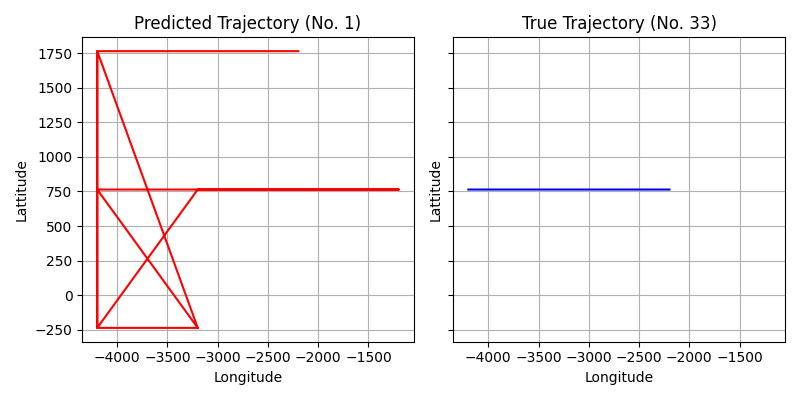 Predicted Trajectory (No. 1)
True Trajectory (No. 33)
Lattitude
1750
1500
1250
1000
750
500
250
0
−250
−4000 −3500 −3000 −2500 −2000 −1500
Longitude
Lattitude
−4000 −3500 −3000 −2500 −2000 −1500
Longitude